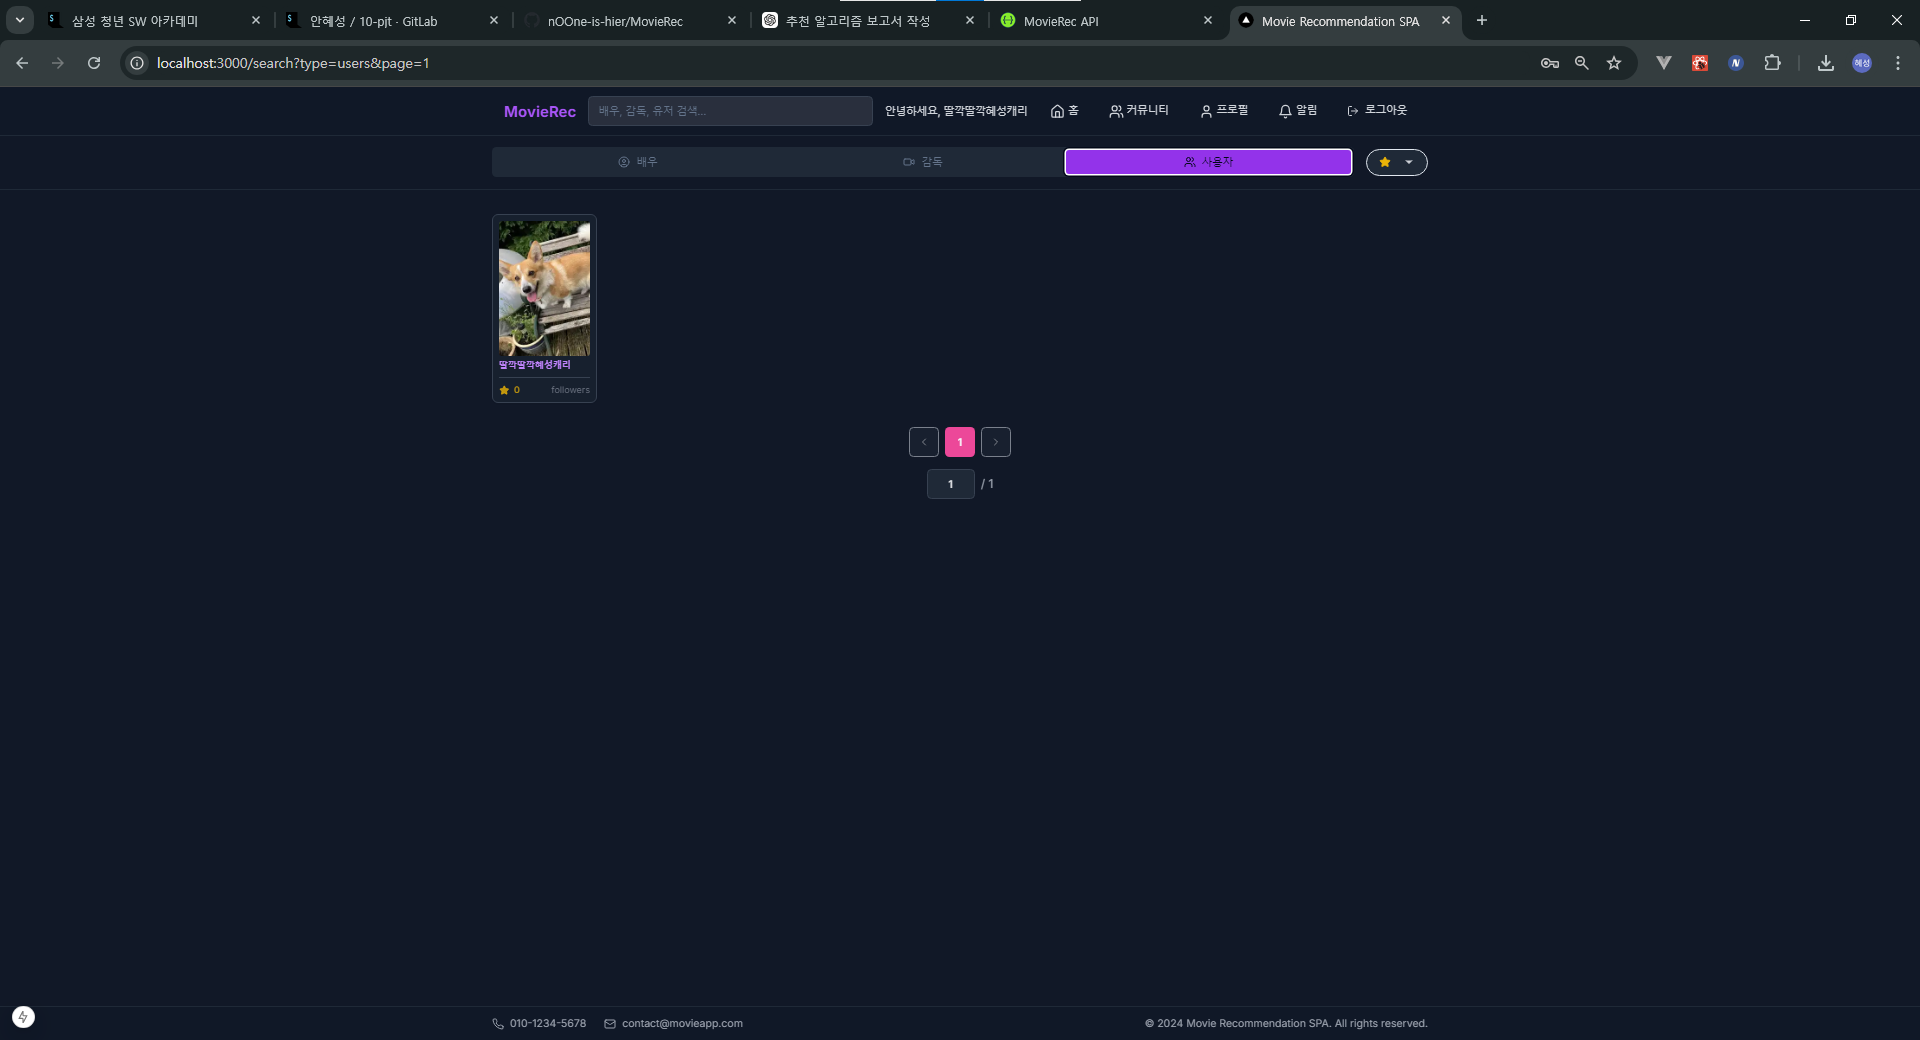 삼성 청년 SW 아카데미
안혜성 / 10-pjt · GitLab
nOOne-is-hier/MovieRec
추천 알고리즘 보고서 작성
MovieRec API
Movie Recommendation SPA
localhost:3000/search?type=users&page=1
혜성
MovieRec
배우, 감독, 유저 검색...
안녕하세요, 딸깍딸깍혜성캐리
홈
커뮤니티
프로필
알림
로그아웃
배우
감독
사용자
딸깍딸깍혜성캐리
0
followers
1
1
/ 1
010-1234-5678
contact@movieapp.com
© 2024 Movie Recommendation SPA. All rights reserved.